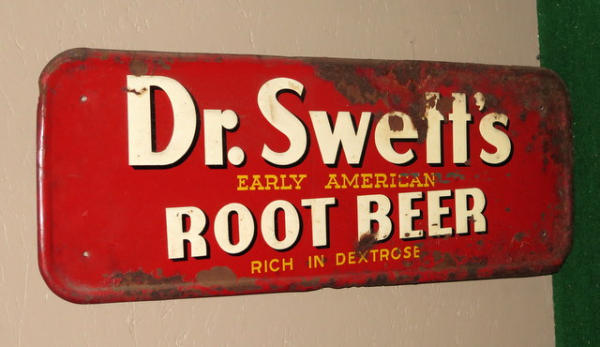 Dr. Swett's
EARLY AMERICAN
ROOT BEER
RICH IN DEXTROSE